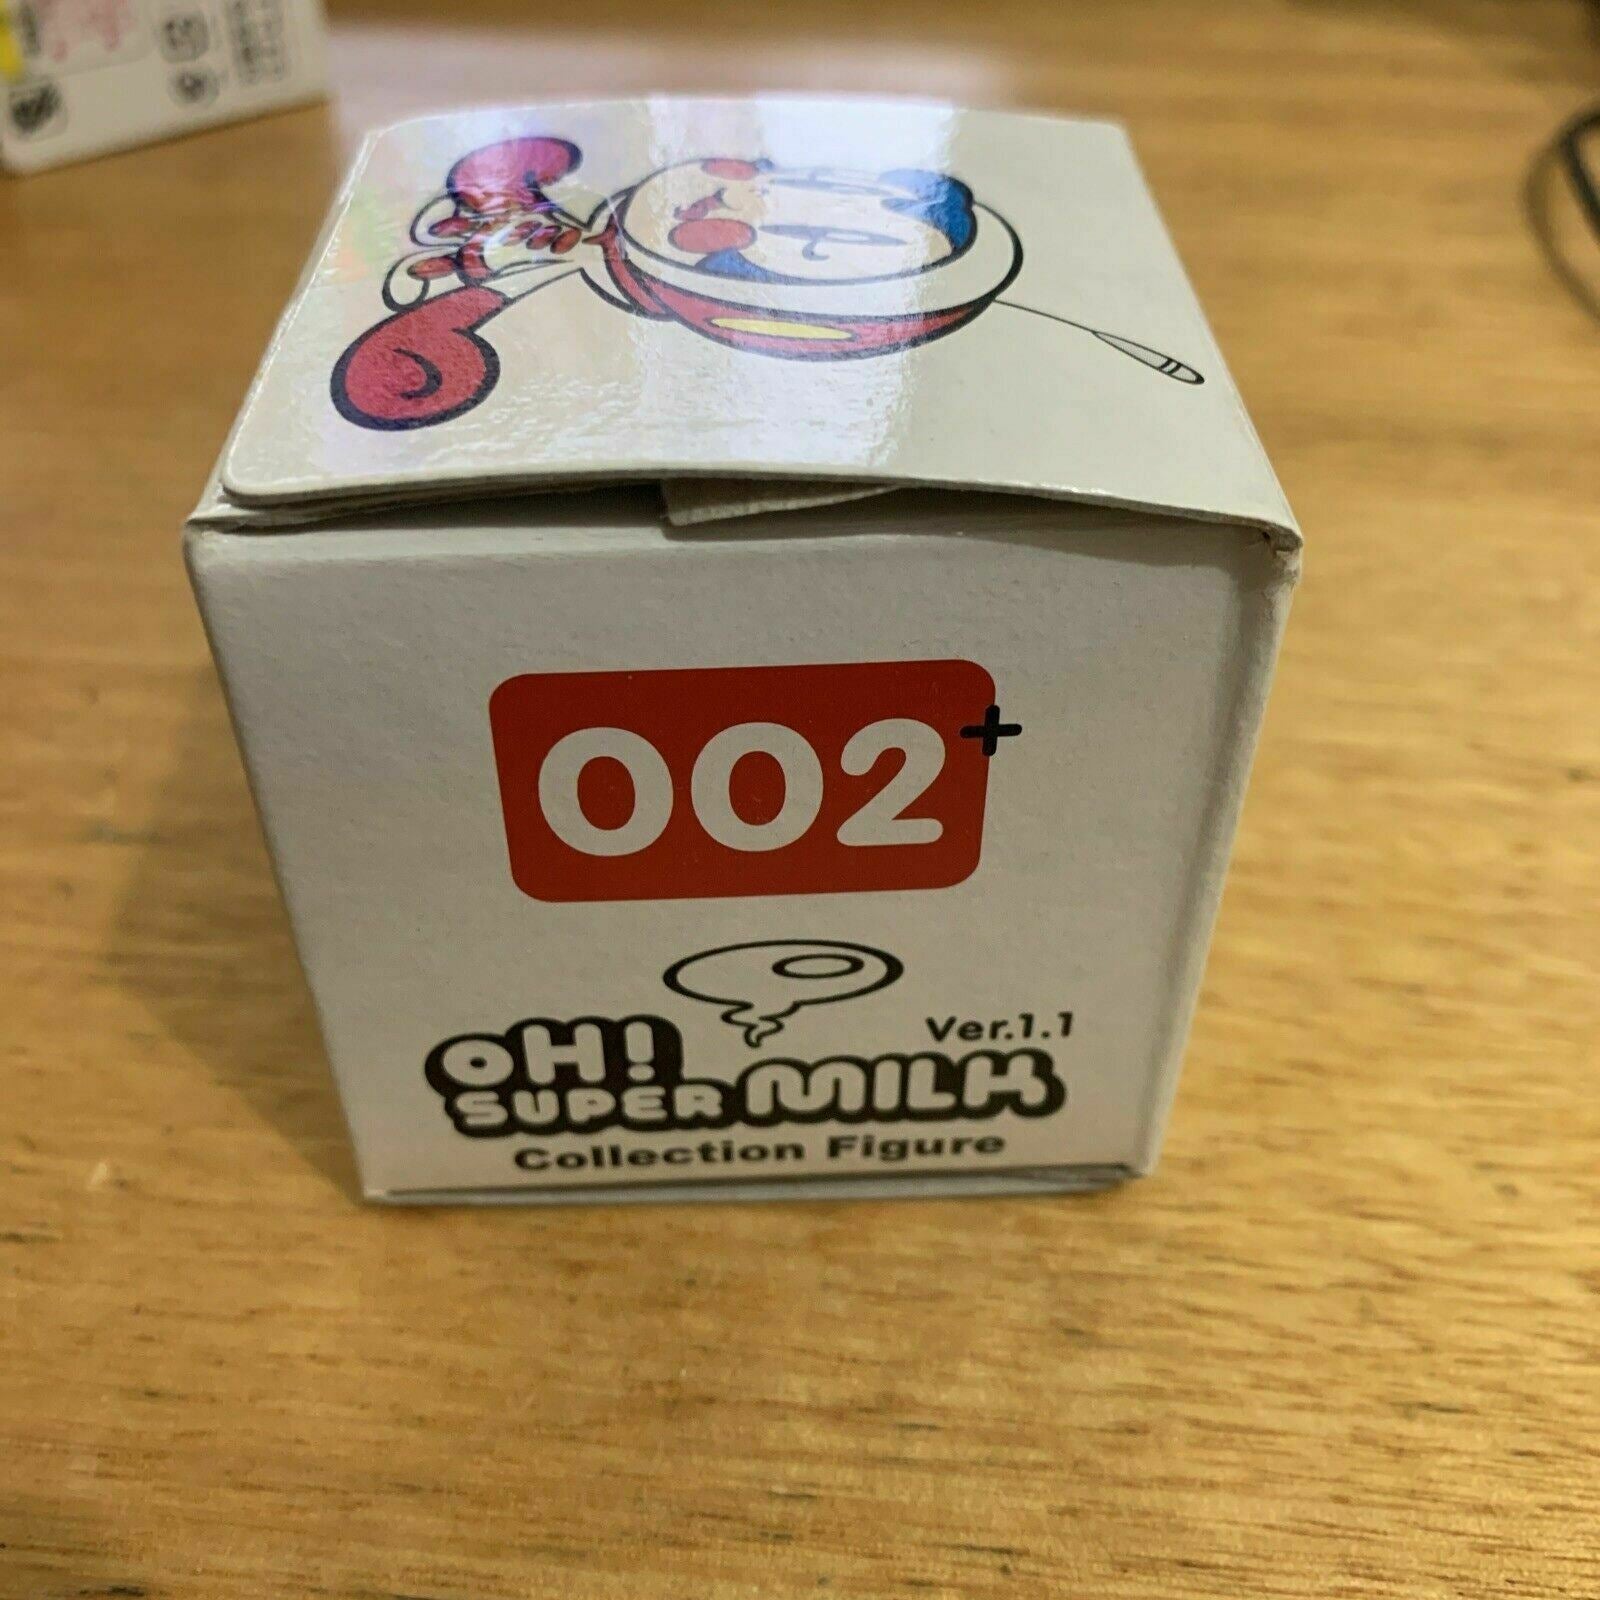 002+
Ver.1.1
OH!
SUPER MILK
Collection Figure